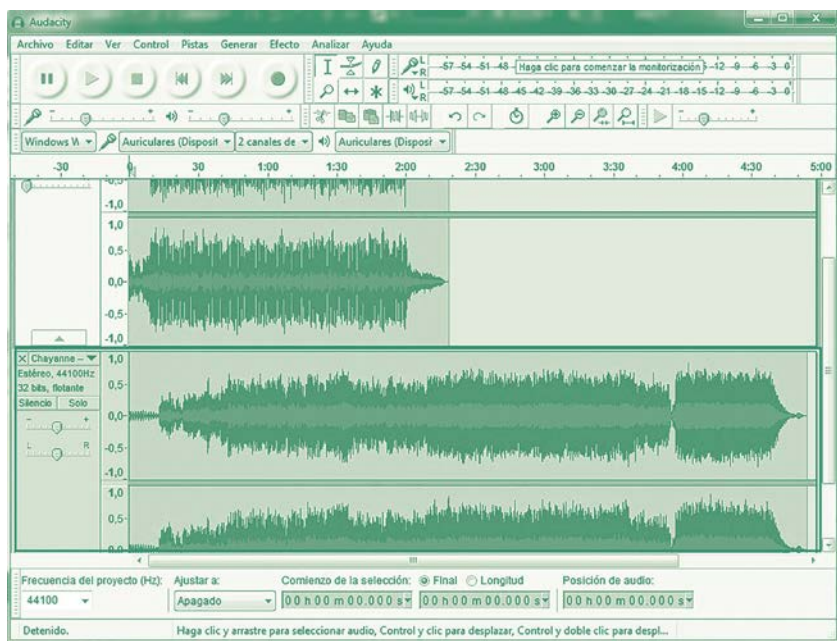 Audacity
Archivo Editar Ver Control Pistas Generar Efecto Analizar Ayuda
L R -57 -54 -51 -48 Haga clic para comenzar la monitorización -12 -9 -6 -3 0
L R -57 -54 -51 -48 -45 -42 -39 -36 -33 -30 -27 -24 -21 -18 -15 -12 -9 -6 -3 0
- + - + - +
Windows W Auriculares (Disposit 2 canales de Auriculares (Disposi
-30 0 30 1:00 1:30 2:00 2:30 3:00 3:30 4:00 4:30 5:00
-1,0
1,0
0,5
0,0
-0,5
-1,0
X Chayanne – 1,0
Estéreo, 44100Hz
32 bits, flotante 0,5
Silencio Solo
- + 0,0
L R -0,5
-1,0
1,0
0,5
Frecuencia del proyecto (Hz): Ajustar a: Comienzo de la selección: Final Longitud Posición de audio:
44100 Apagado 00 h 00 m 00.000 s 00 h 00 m 00.000 s 00 h 00 m 00.000 s
Detenido. Haga clic y arrastre para seleccionar audio, Control y clic para desplazar, Control y doble clic para despl...